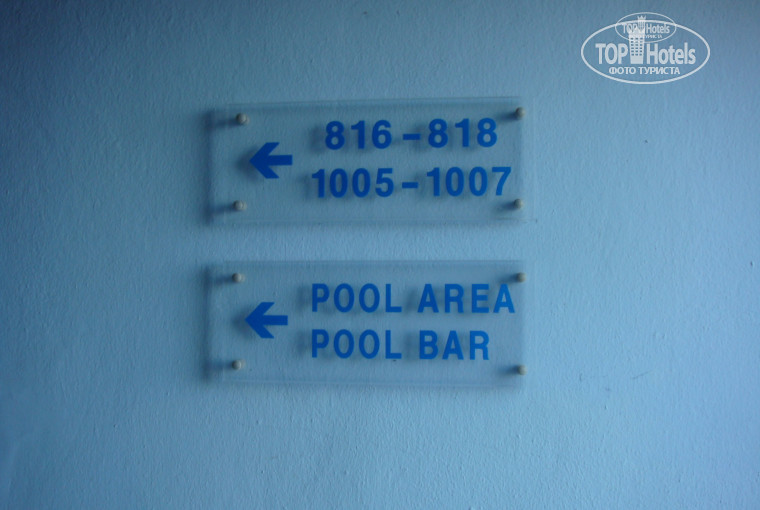 TOP Hotels
ФОТО ТУРИСТА
816-818
1005-1007
POOL AREA
POOL BAR